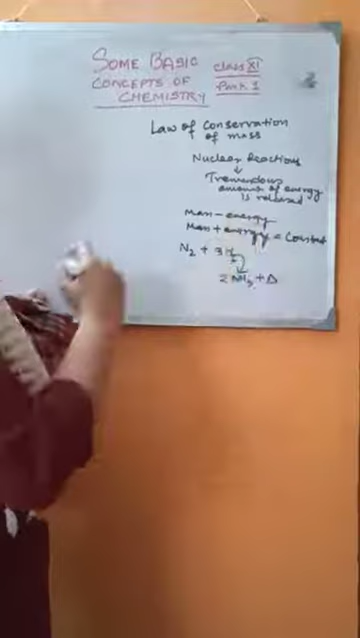 SOME BASIC class XI
CONCEPTS OF Part 1
CHEMISTRY
Law of Conservation
of mass
Nuclear Reactions
↓
Tremendous
amount of energy
is released
Mass - energy
Mass + energy = Constant
N₂ + 3H₂
2NH₃ + Δ